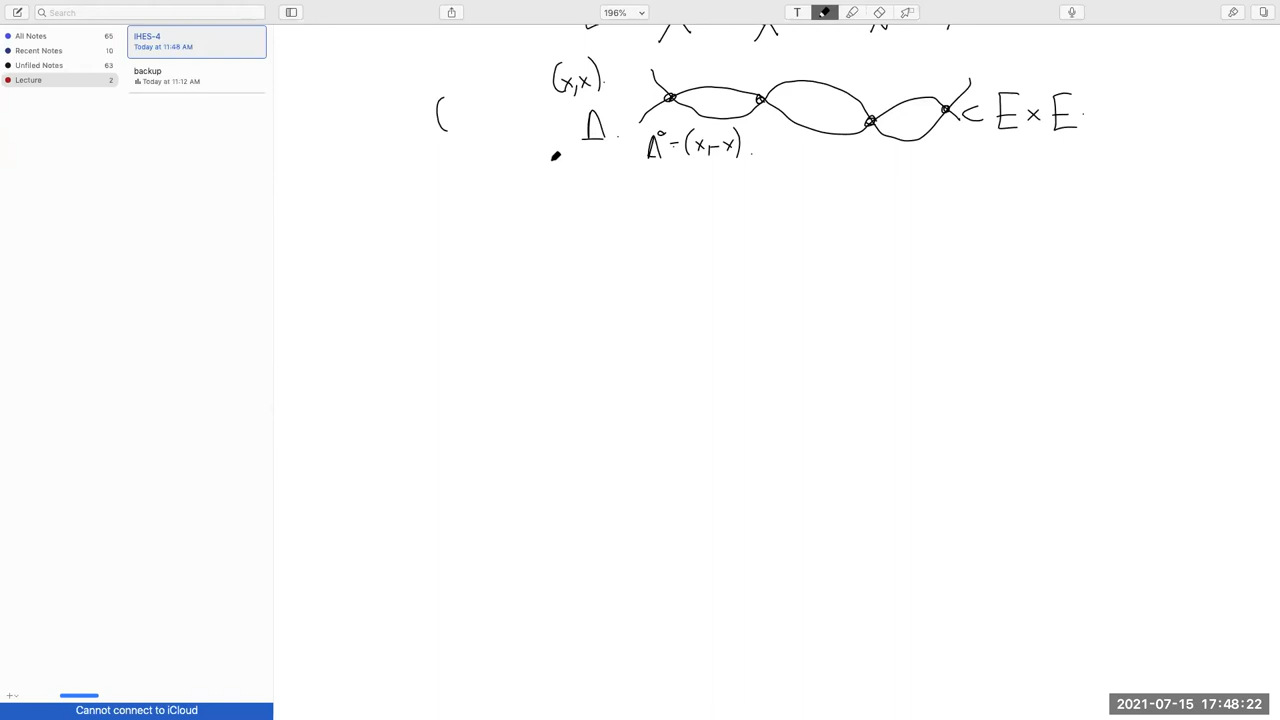 Search
196%
T
All Notes 65
Recent Notes 10
Unfiled Notes 63
Lecture 2
IHES-4
Today at 11:48 AM
backup
Today at 11:12 AM
(x,x).
(
Δ.
Δ° = (x,-x).
⊂ E × E.
Cannot connect to iCloud
2021-07-15 17:48:22